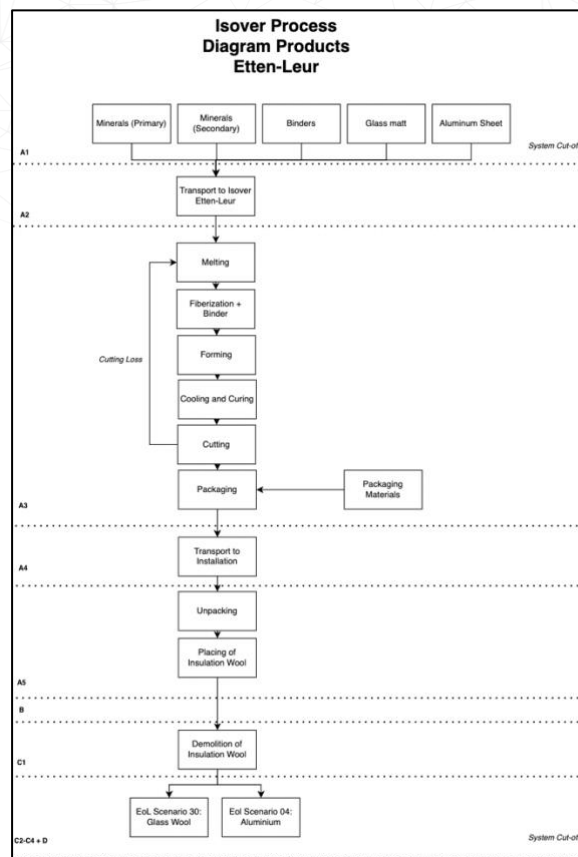 Isover Process
Diagram Products
Etten-Leur
Minerals (Primary)
Minerals
(Secondary)
Binders
Glass matt
Aluminum Sheet
A1
System Cut-of
Transport to Isover
Etten-Leur
A2
Melting
Fiberization +
Binder
Cutting Loss
Forming
Cooling and Curing
Cutting
Packaging
Packaging
Materials
A3
Transport to
Installation
A4
Unpacking
Placing of
Insulation Wool
A5
B
Demolition of
Insulation Wool
C1
EoL Scenario 30:
Glass Wool
Eol Scenario 04:
Aluminium
C2-C4 + D
System Cut-of